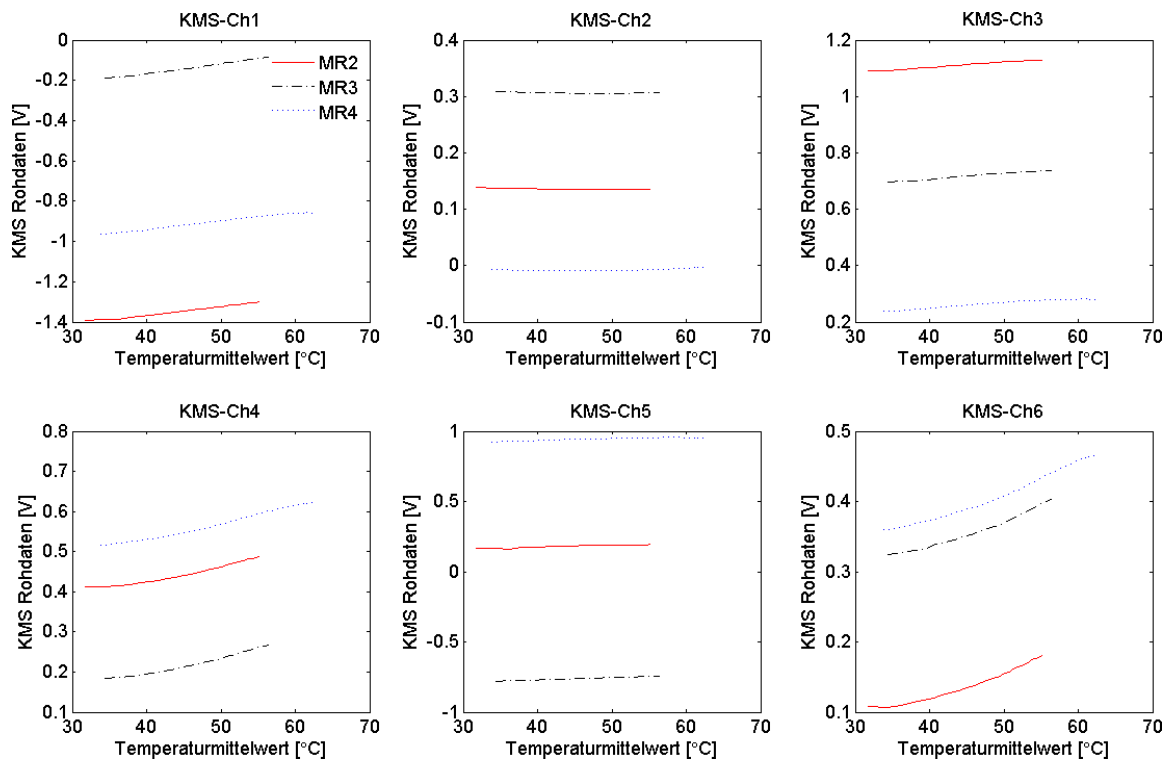 KMS-Ch1
KMS Rohdaten [V]
0
-0.2
-0.4
-0.6
-0.8
-1
-1.2
-1.4
30 40 50 60 70
Temperaturmittelwert [°C]
MR2
MR3
MR4
KMS-Ch2
KMS Rohdaten [V]
0.4
0.3
0.2
0.1
0
-0.1
30 40 50 60 70
Temperaturmittelwert [°C]
KMS-Ch3
KMS Rohdaten [V]
1.2
1
0.8
0.6
0.4
0.2
30 40 50 60 70
Temperaturmittelwert [°C]
KMS-Ch4
KMS Rohdaten [V]
0.8
0.7
0.6
0.5
0.4
0.3
0.2
0.1
30 40 50 60 70
Temperaturmittelwert [°C]
KMS-Ch5
KMS Rohdaten [V]
1
0.5
0
-0.5
-1
30 40 50 60 70
Temperaturmittelwert [°C]
KMS-Ch6
KMS Rohdaten [V]
0.5
0.4
0.3
0.2
0.1
30 40 50 60 70
Temperaturmittelwert [°C]